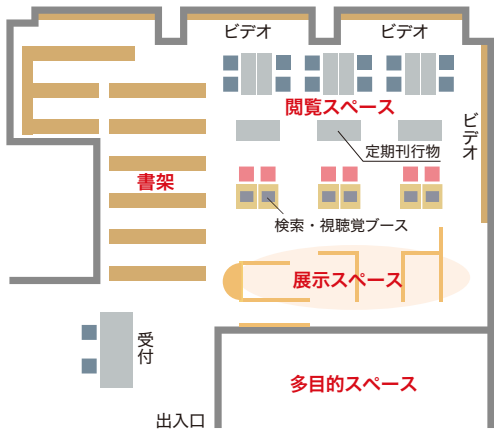 ビデオ
ビデオ
閲覧スペース
ビデオ
定期刊行物
書架
検索・視聴覚ブース
展示スペース
受付
多目的スペース
出入口